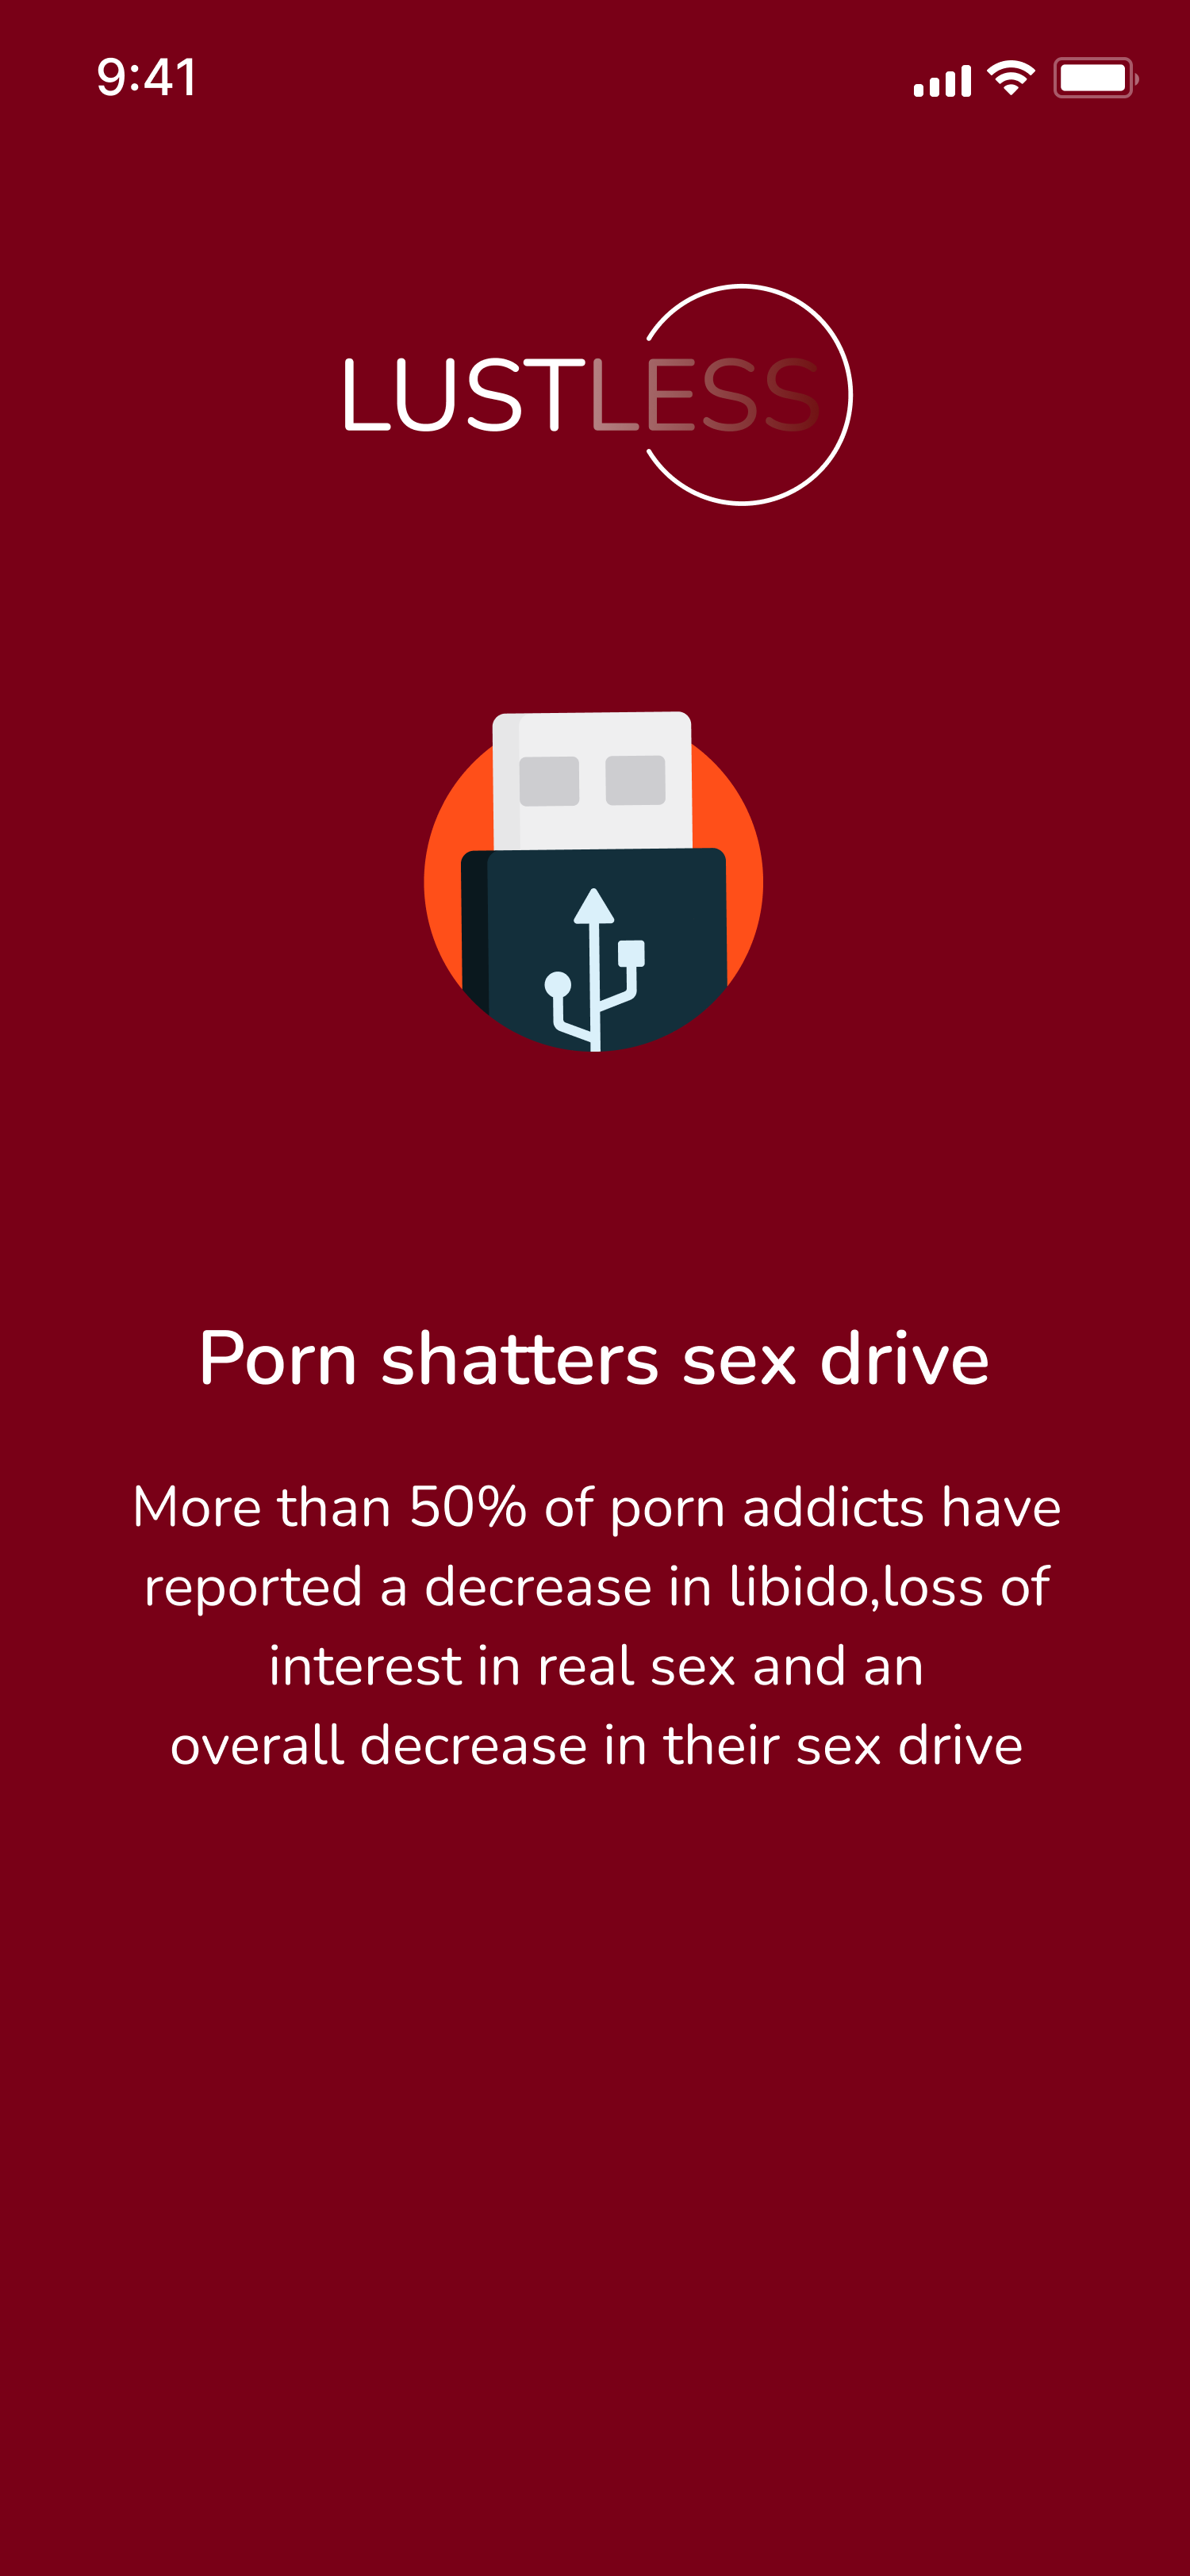 9:41
LUSTLESS
Porn shatters sex drive
More than 50% of porn addicts have
reported a decrease in libido,loss of
interest in real sex and an
overall decrease in their sex drive